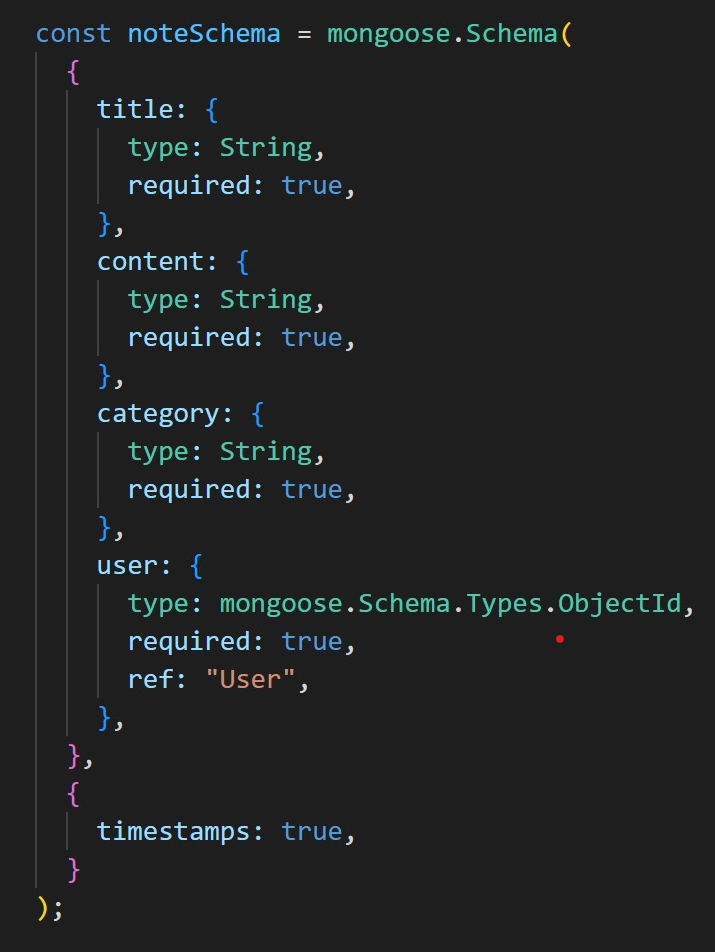 const noteSchema = mongoose.Schema(
  {
    title: {
      type: String,
      required: true,
    },
    content: {
      type: String,
      required: true,
    },
    category: {
      type: String,
      required: true,
    },
    user: {
      type: mongoose.Schema.Types.ObjectId,
      required: true,
      ref: "User",
    },
  },
  {
    timestamps: true,
  }
);